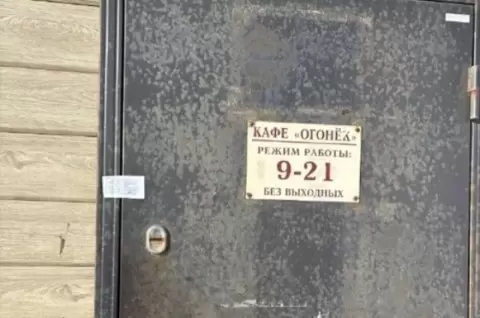 КАФЕ «ОГОНЁК»
РЕЖИМ РАБОТЫ:
9-21
БЕЗ ВЫХОДНЫХ